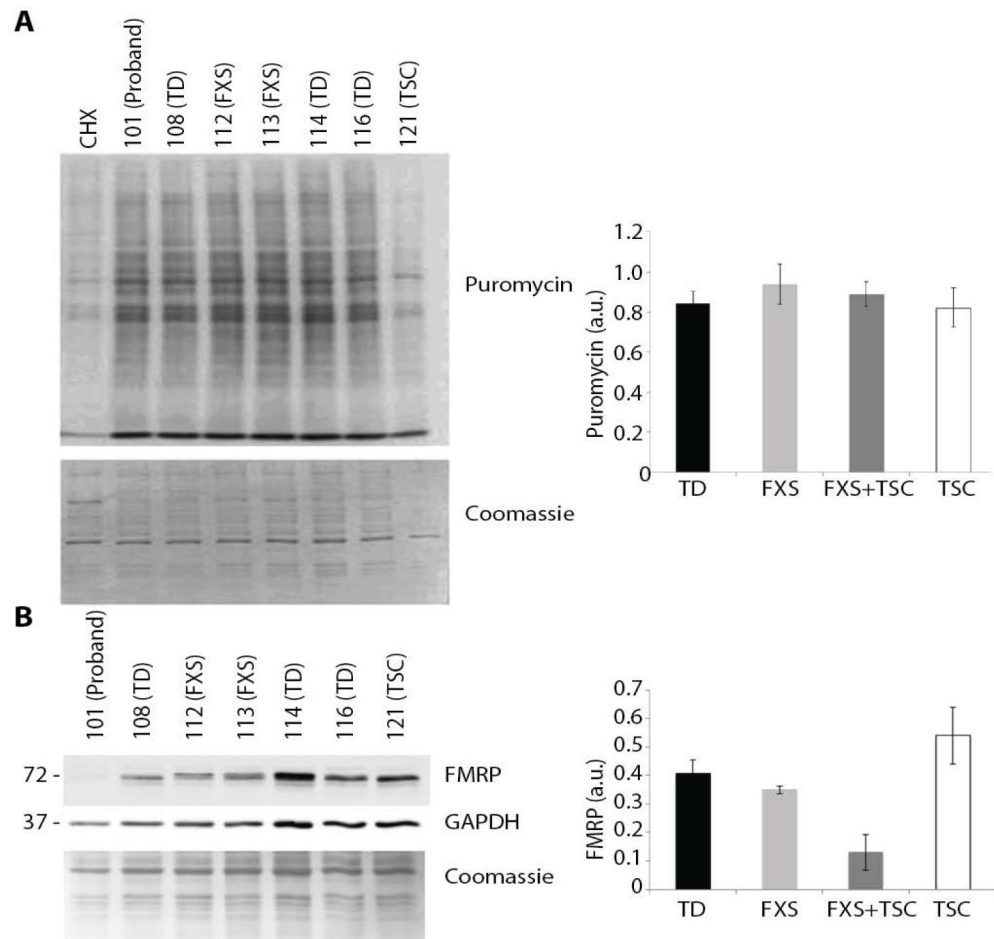 A
CHX
101 (Proband)
108 (TD)
112 (FXS)
113 (FXS)
114 (TD)
116 (TD)
121 (TSC)
Puromycin
Coomassie
Puromycin (a.u.)
1.2
1.0
0.8
0.6
0.4
0.2
0
TD FXS FXS+TSC TSC
B
101 (Proband)
108 (TD)
112 (FXS)
113 (FXS)
114 (TD)
116 (TD)
121 (TSC)
72 -
FMRP
37 -
GAPDH
Coomassie
FMRP (a.u.)
0.7
0.6
0.5
0.4
0.3
0.2
0.1
0
TD FXS FXS+TSC TSC